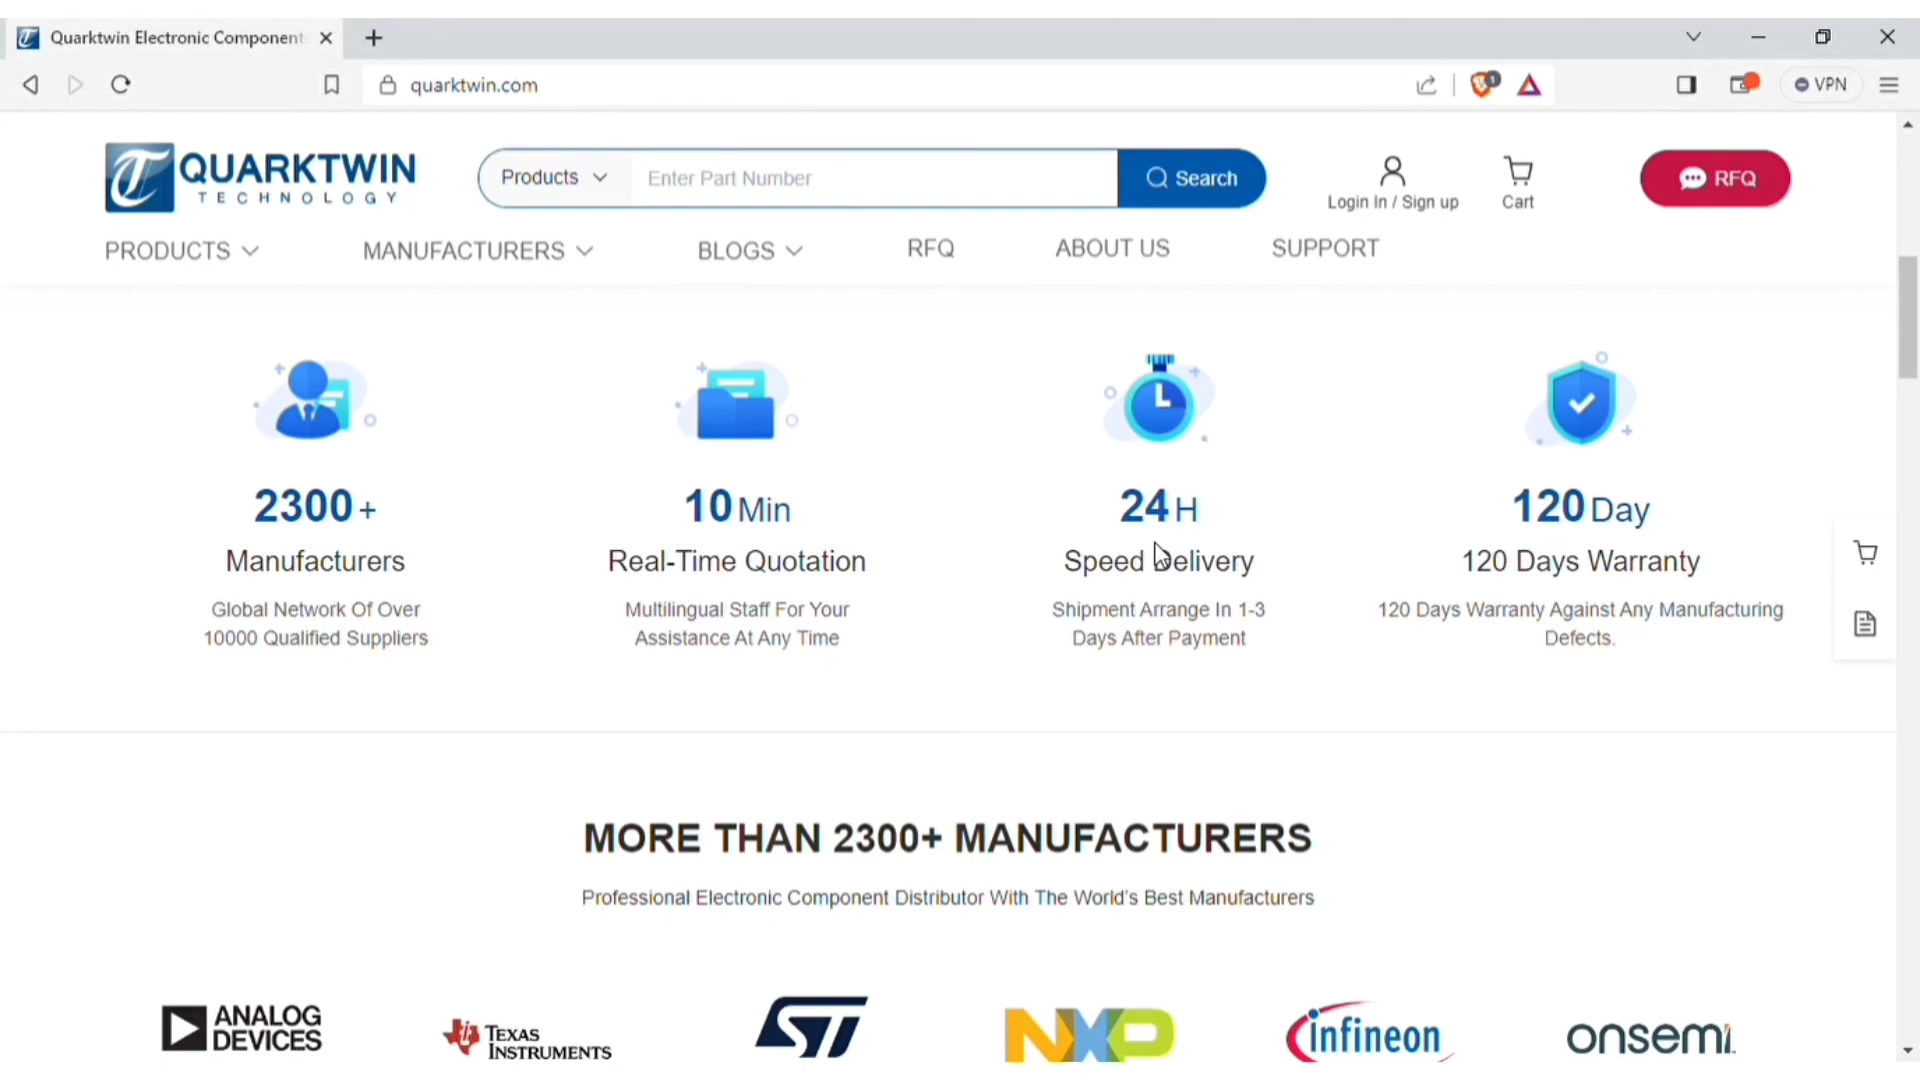 Quarktwin Electronic Component
quarktwin.com
VPN
QUARKTWIN
TECHNOLOGY
Products
Enter Part Number
Search
Login In / Sign up
Cart
RFQ
PRODUCTS
MANUFACTURERS
BLOGS
RFQ
ABOUT US
SUPPORT
2300 +
Manufacturers
Global Network Of Over
10000 Qualified Suppliers
10 Min
Real-Time Quotation
Multilingual Staff For Your
Assistance At Any Time
24 H
Speed Delivery
Shipment Arrange In 1-3
Days After Payment
120 Day
120 Days Warranty
120 Days Warranty Against Any Manufacturing
Defects.
MORE THAN 2300+ MANUFACTURERS
Professional Electronic Component Distributor With The World's Best Manufacturers
ANALOG
DEVICES
TEXAS
INSTRUMENTS
ST
NXP
infineon
onsemi